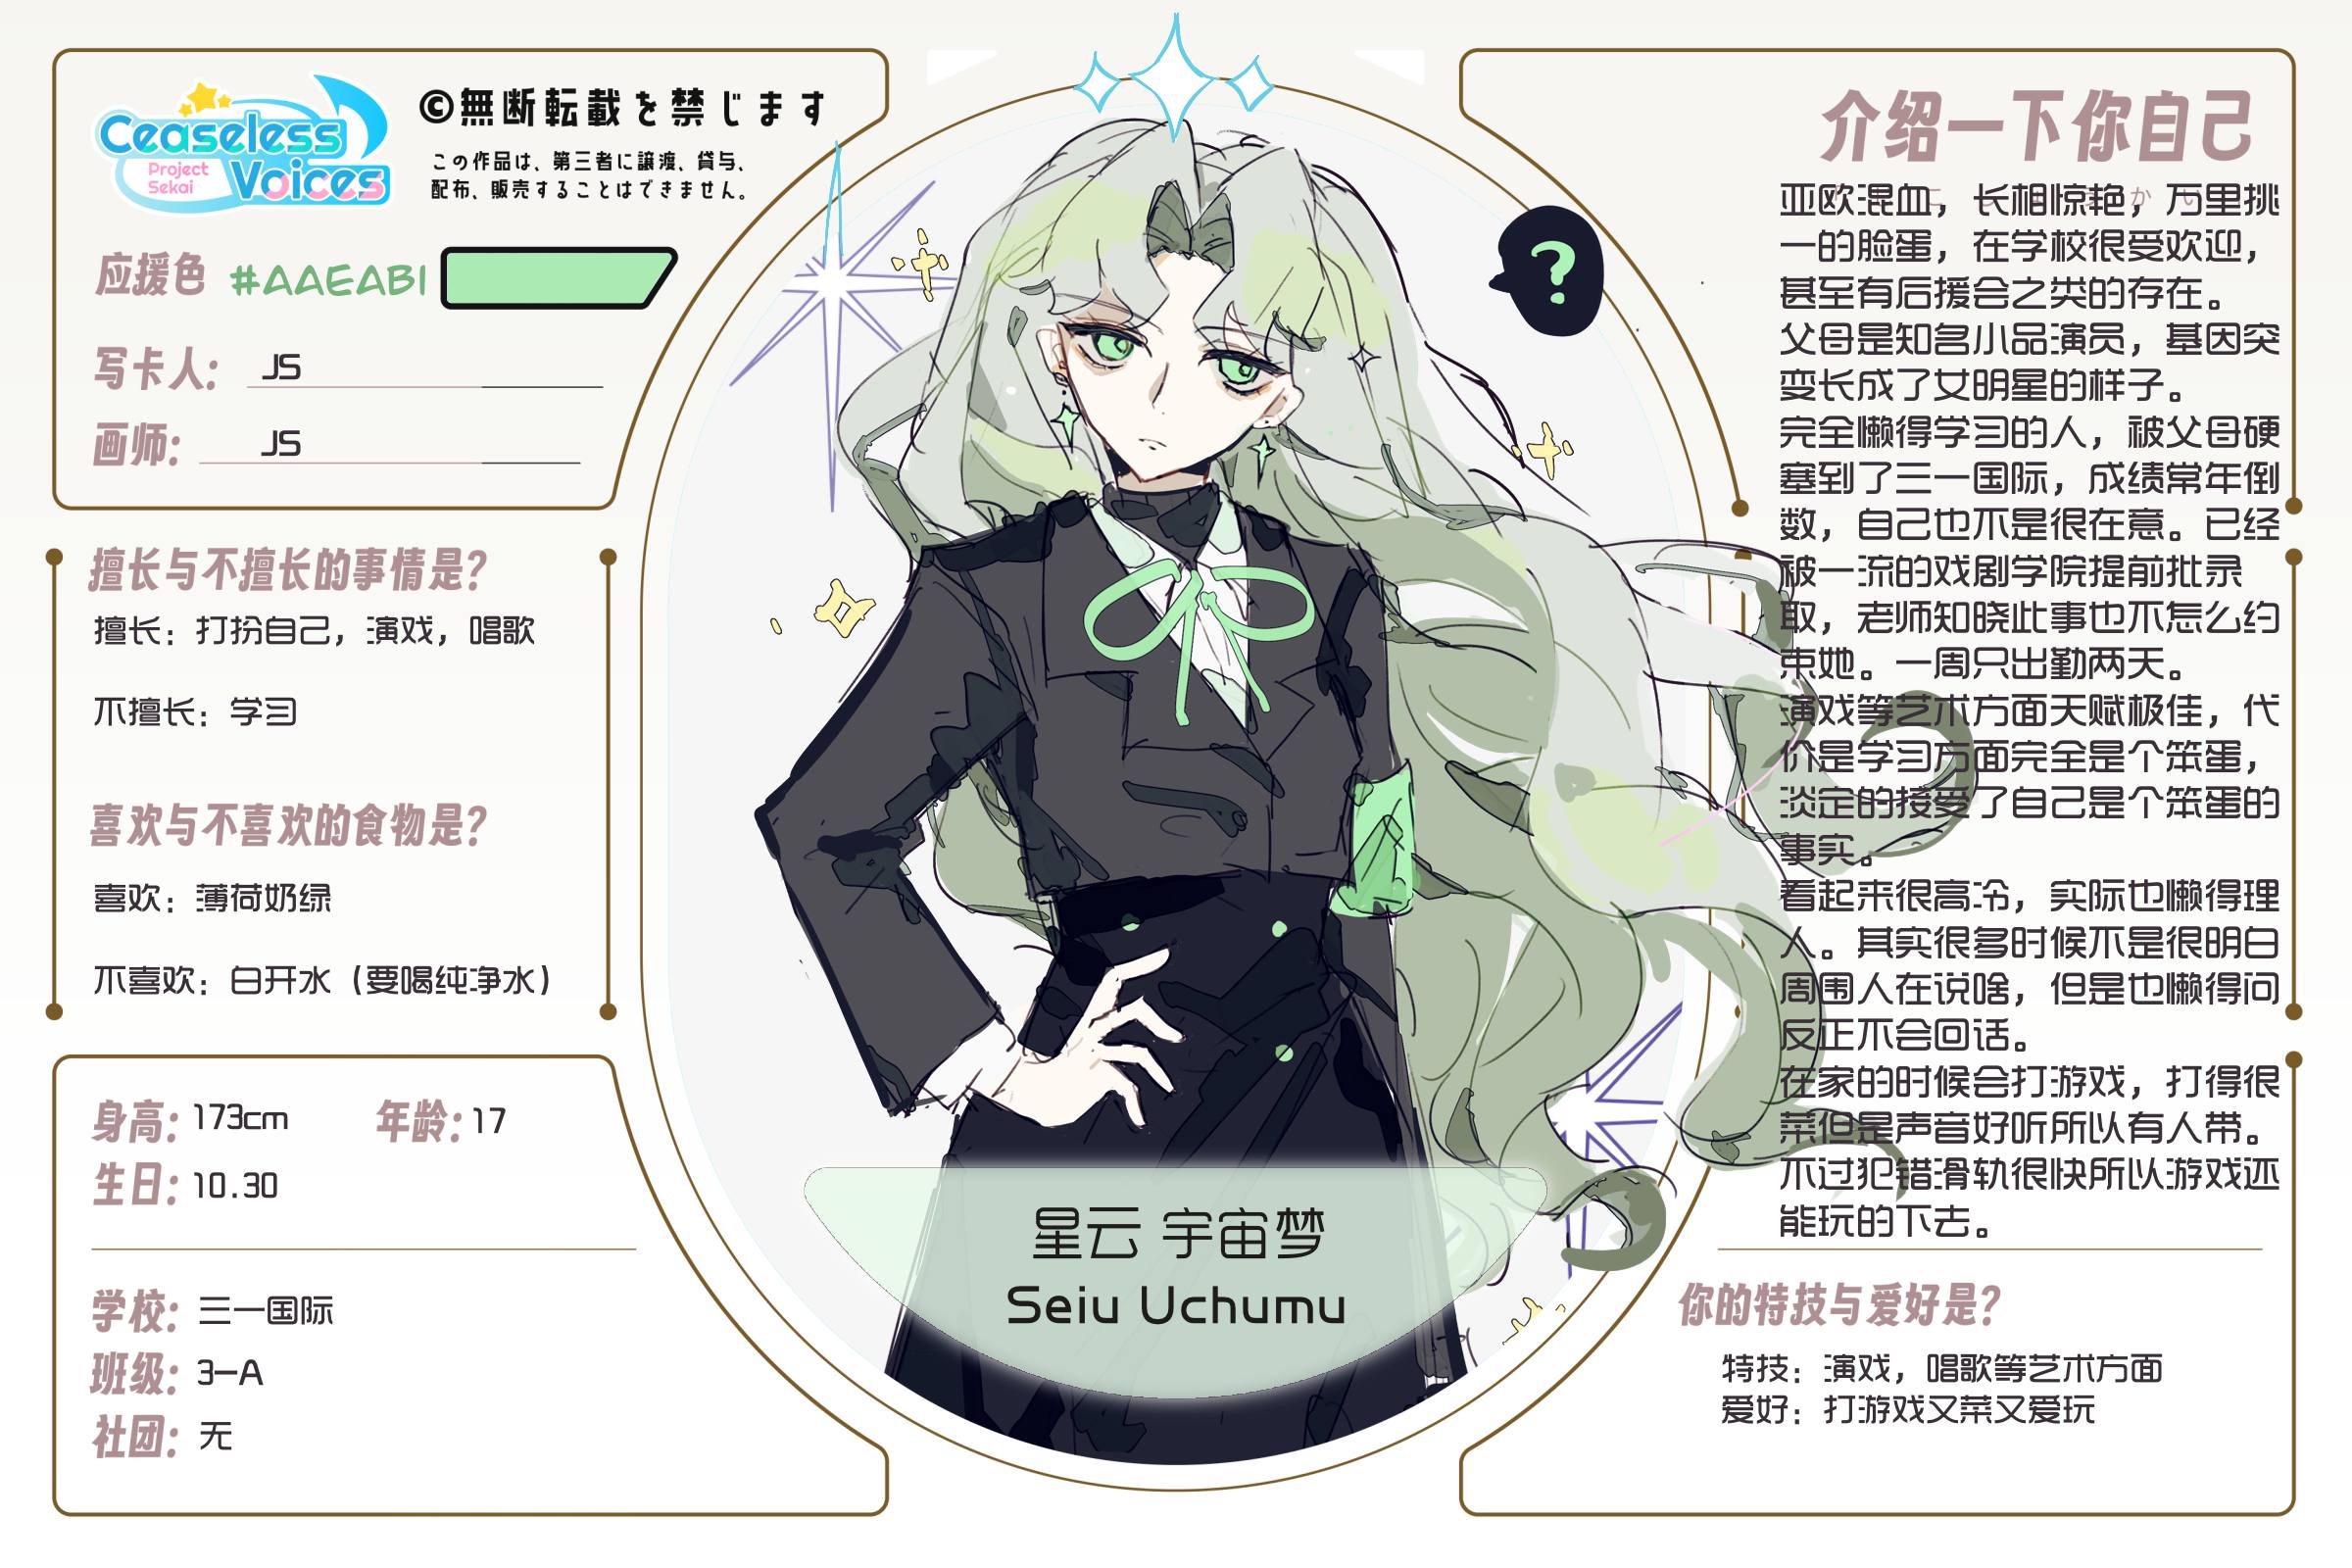 Ceaseless
Voices
Project
Sekai
©無断転載を禁じます
この作品は、第三者に譲渡、貸与、
配布、販売することはできません。
应援色 #AAEAB1
写卡人: JS
画师: JS
擅长与不擅长的事情是?
擅长：打扮自己，演戏，唱歌
不擅长：学习
喜欢与不喜欢的食物是?
喜欢：薄荷奶绿
不喜欢：白开水（要喝纯净水）
身高: 173cm 年龄: 17
生日: 10.30
学校: 三一国际
班级: 3-A
社团: 无
?
星云 宇宙梦
Seiu Uchumu
介绍一下你自己
亚欧混血，长相惊艳，万里挑
一的脸蛋，在学校很受欢迎，
甚至有后援会之类的存在。
父母是知名小品演员，基因突
变长成了女明星的样子。
完全懒得学习的人，被父母硬
塞到了三一国际，成绩常年倒
数，自己也不是很在意。已经
被一流的戏剧学院提前批录
取，老师知晓此事也不怎么约
束她。一周只出勤两天。
演戏等艺术方面天赋极佳，代
价是学习方面完全是个笨蛋，
淡定的接受了自己是个笨蛋的
事实。
看起来很高冷，实际也懒得理
人。其实很多时候不是很明白
周围人在说啥，但是也懒得问
反正不会回话。
在家的时候会打游戏，打得很
菜但是声音好听所以有人带。
不过犯错滑轨很快所以游戏还
能玩的下去。
你的特技与爱好是?
特技：演戏，唱歌等艺术方面
爱好：打游戏又菜又爱玩